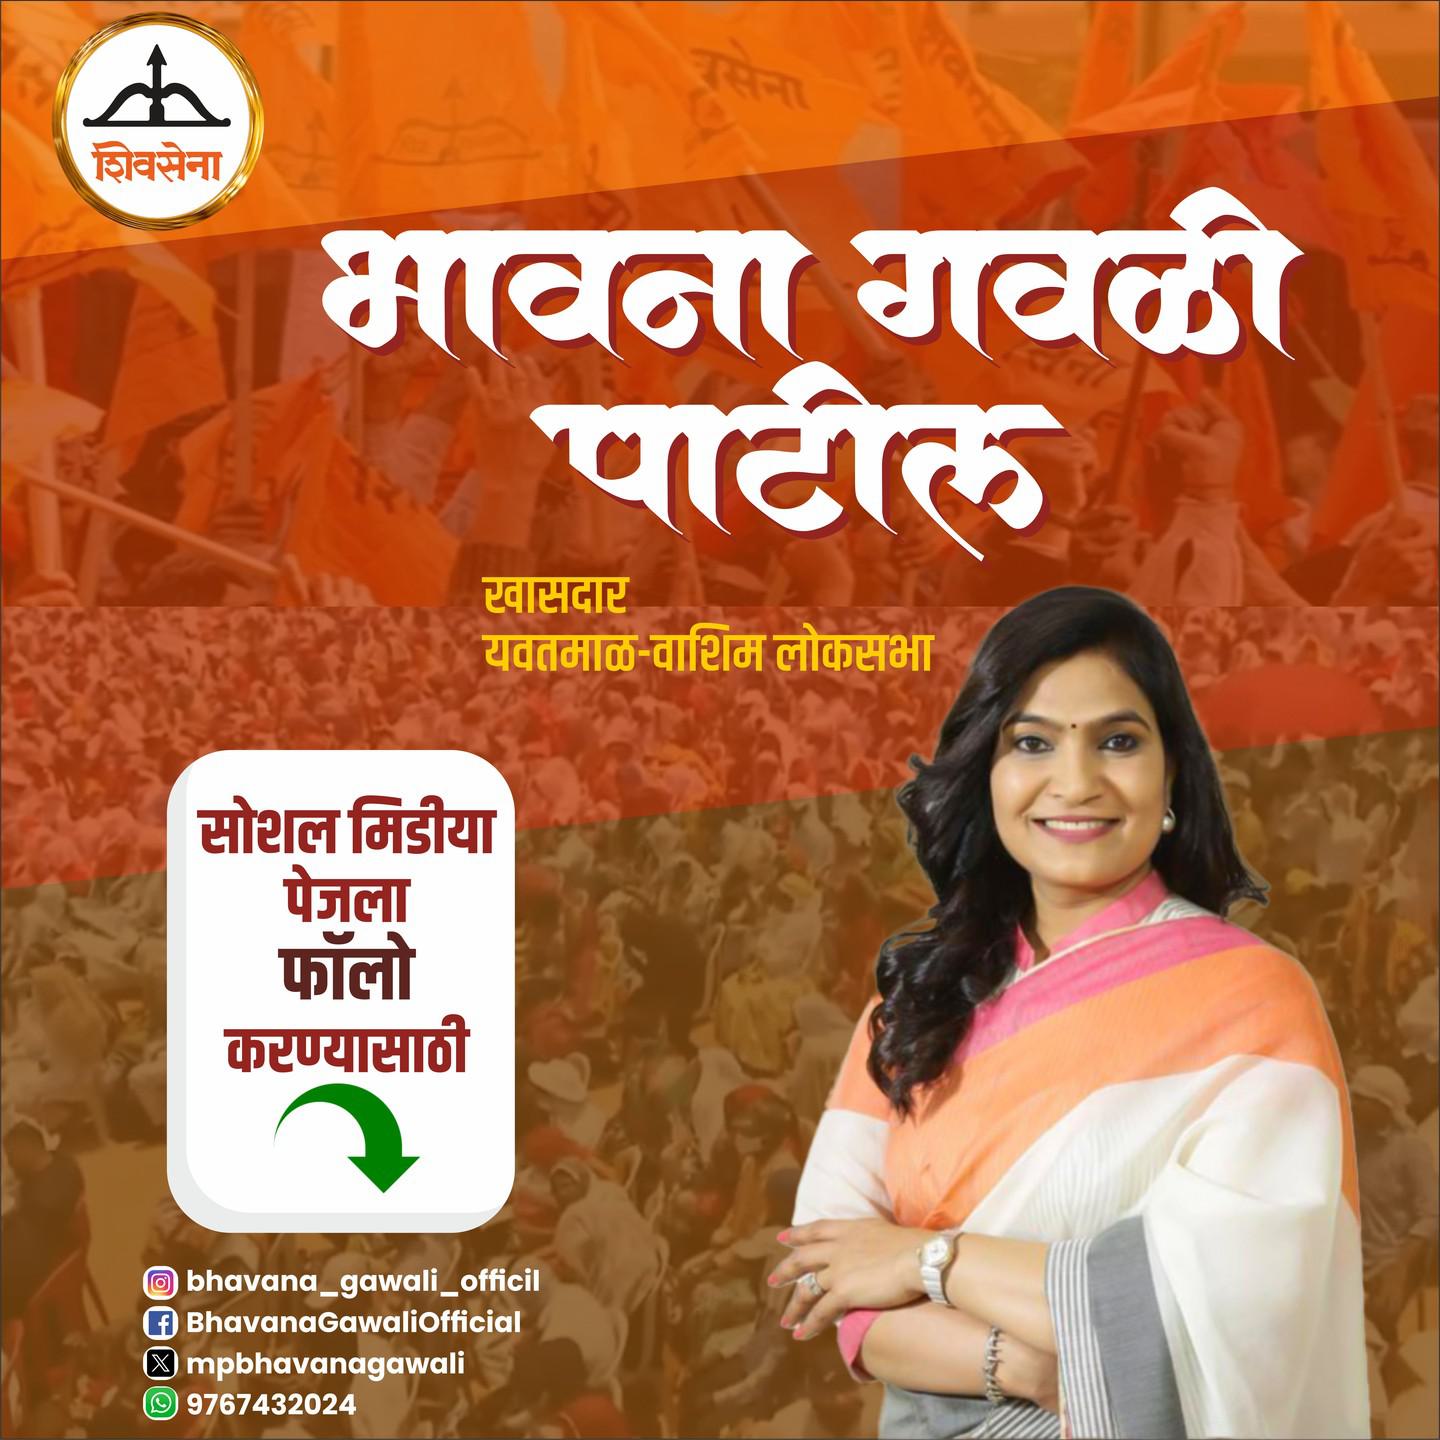 शिवसेना
भावना गवळी
पाटील
खासदार
यवतमाळ-वाशिम लोकसभा
सोशल मिडीया
पेजला
फॉलो
करण्यासाठी
bhavana_gawali_officil
BhavanaGawaliOfficial
mpbhavanagawali
9767432024